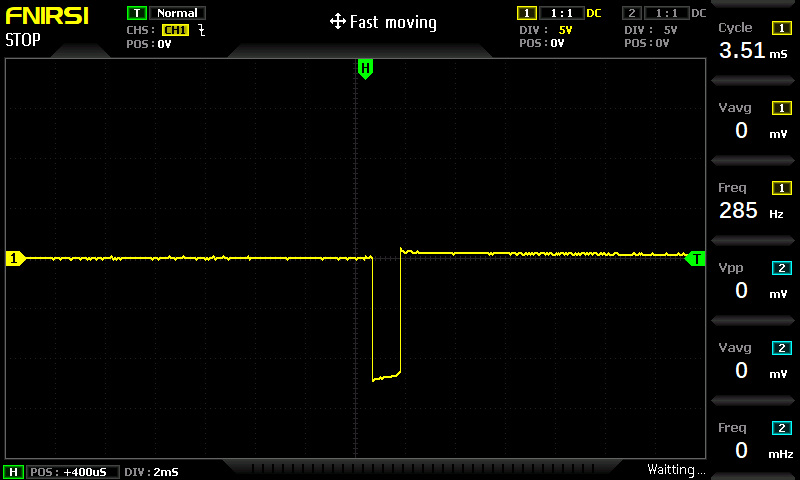 FNIRSI
STOP
T Normal
CHS: CH1
POS:0V
Fast moving
1 1:1 DC
DIV: 5V
POS:0V
2 1:1 DC
DIV: 5V
POS:0V
H
1
T
Cycle 1
3.51 mS
Vavg 1
0 mV
Freq 1
285 Hz
Vpp 2
0 mV
Vavg 2
0 mV
Freq 2
0 mHz
H POS: +400uS DIV:2mS
Waitting...